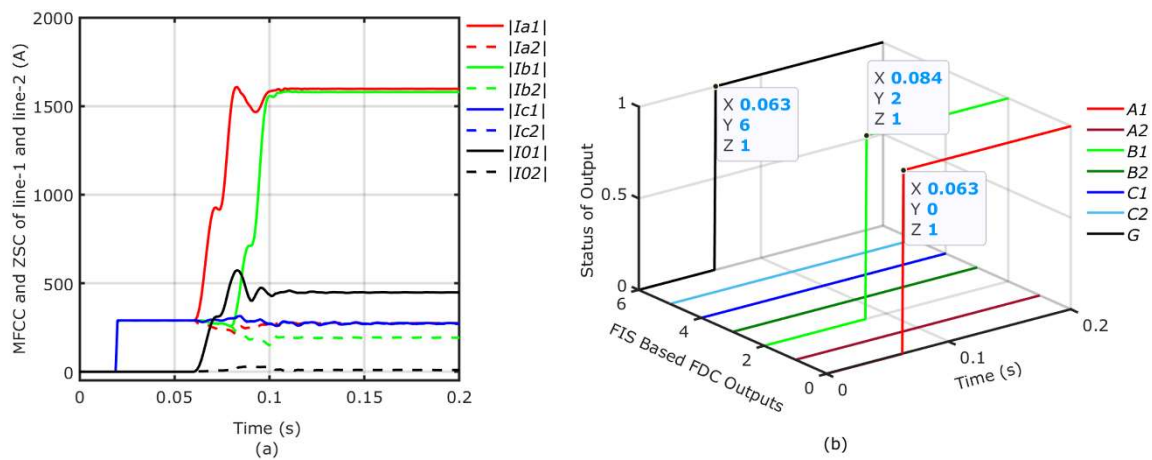 MFCC and ZSC of line-1 and line-2 (A)
2000
1500
1000
500
0
0
0.05
0.1
0.15
0.2
Time (s)
(a)
|Ia1|
|Ia2|
|Ib1|
|Ib2|
|Ic1|
|Ic2|
|I01|
|I02|
Status of Output
1
0.5
0
6
4
2
0
FIS Based FDC Outputs
0
0.1
0.2
Time (s)
X 0.063
Y 6
Z 1
X 0.084
Y 2
Z 1
X 0.063
Y 0
Z 1
A1
A2
B1
B2
C1
C2
G
(b)